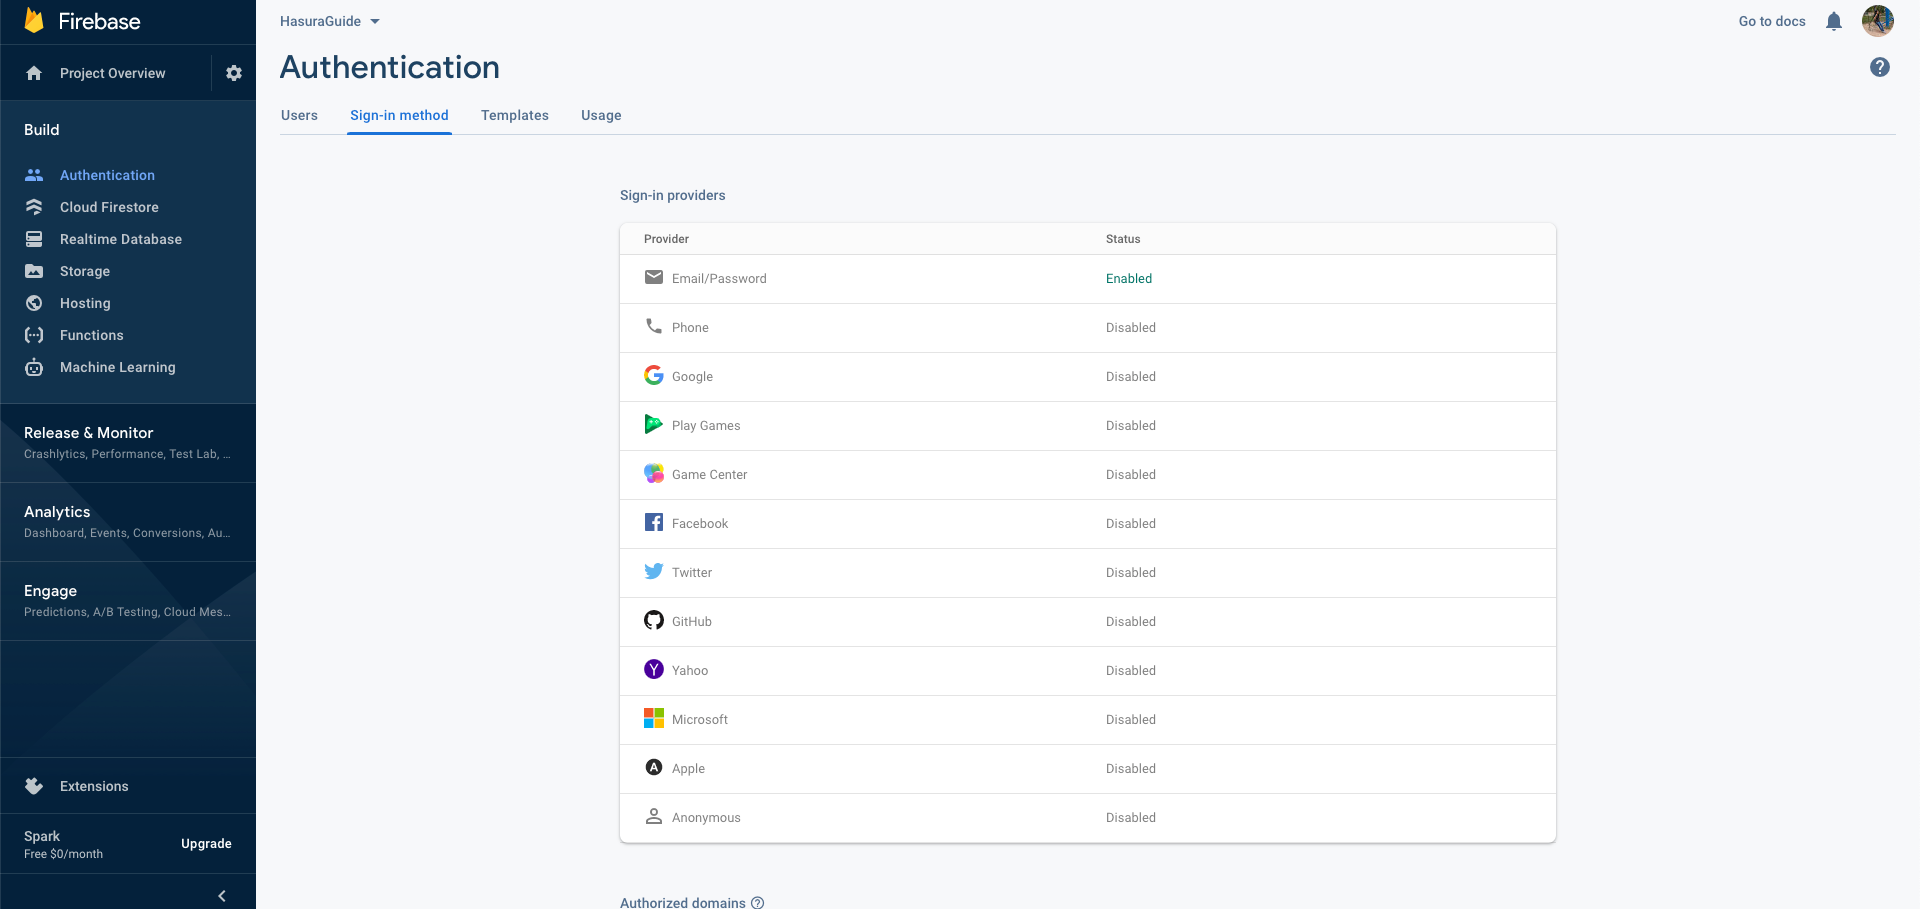 Firebase
Project Overview
Build
Authentication
Cloud Firestore
Realtime Database
Storage
Hosting
Functions
Machine Learning
Release & Monitor
Crashlytics, Performance, Test Lab, ...
Analytics
Dashboard, Events, Conversions, Au...
Engage
Predictions, A/B Testing, Cloud Mes...
Extensions
Spark
Free $0/month
Upgrade
HasuraGuide
Go to docs
Authentication
Users Sign-in method Templates Usage
Sign-in providers
Provider Status
Email/Password Enabled
Phone Disabled
Google Disabled
Play Games Disabled
Game Center Disabled
Facebook Disabled
Twitter Disabled
GitHub Disabled
Yahoo Disabled
Microsoft Disabled
Apple Disabled
Anonymous Disabled
Authorized domains